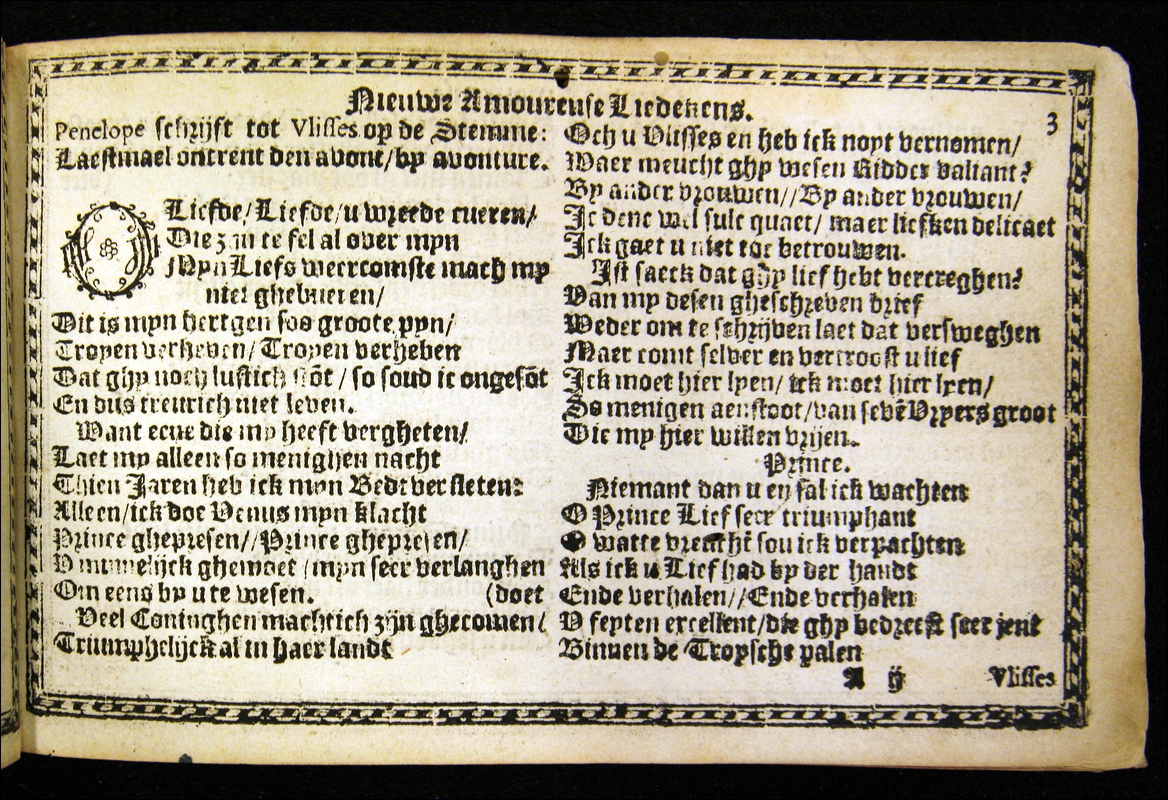 Nieuwe Amoureuse Liedekens.
3
Penelope schrijft tot Vlisses op de Stemme:
Laestmael ontrent den avont/by avonture.
O Liefde/Liefde/u wreede cueren/
Die zijn te fel al over myn
Myn Liefs weercomste mach my
niet ghebueren/
Dit is myn hertgen soo groote pyn/
Troyen verheven/Troyen verheven
Dat ghy noch lustich stõt/so soud ic ongesõt
En dus treurich niet leven.
Want eene die my heeft vergheten/
Laet my alleen so menighen nacht
Thien Jaren heb ick myn Bedt versleten:
Alleen/ick doe Venus myn klacht
Prince ghepresen//Prince ghepresen/
V minnelijck ghemoet/myn seer verlanghen
Om eens by u te wesen. (doet
Veel Coninghen machtich zijn ghecomen/
Triumphelijck al in haer landt
Och u Vlisses en heb ick noyt vernomen/
Waer meucht ghy wesen Ridder valiant?
By ander vrouwen//By ander vrouwen/
Ic denc wel sulc quaet/maer liefken delicaet
Ick gaet u niet toe betrouwen.
Ist saeck dat ghy lief hebt vercreghen?
Van my desen gheschreven brief
Weder om te schrijven laet dat versweghen
Maer comt selver en vertroost u lief
Ick moet hier lyen/ick moet hier lyen/
So menigen aenstoot/van sevẽ Vryers groot
Die my hier willen vrijen.
Prince.
Niemant dan u en sal ick wachten
O Prince Lief seer triumphant
O watte vreucht sou ick verpachten
Als ick u Lief had by der handt
Ende verhalen//Ende verhalen
V feyten excellent/die ghy bedreeft seer jent
Binnen de Troysche palen
A ij Vlisses